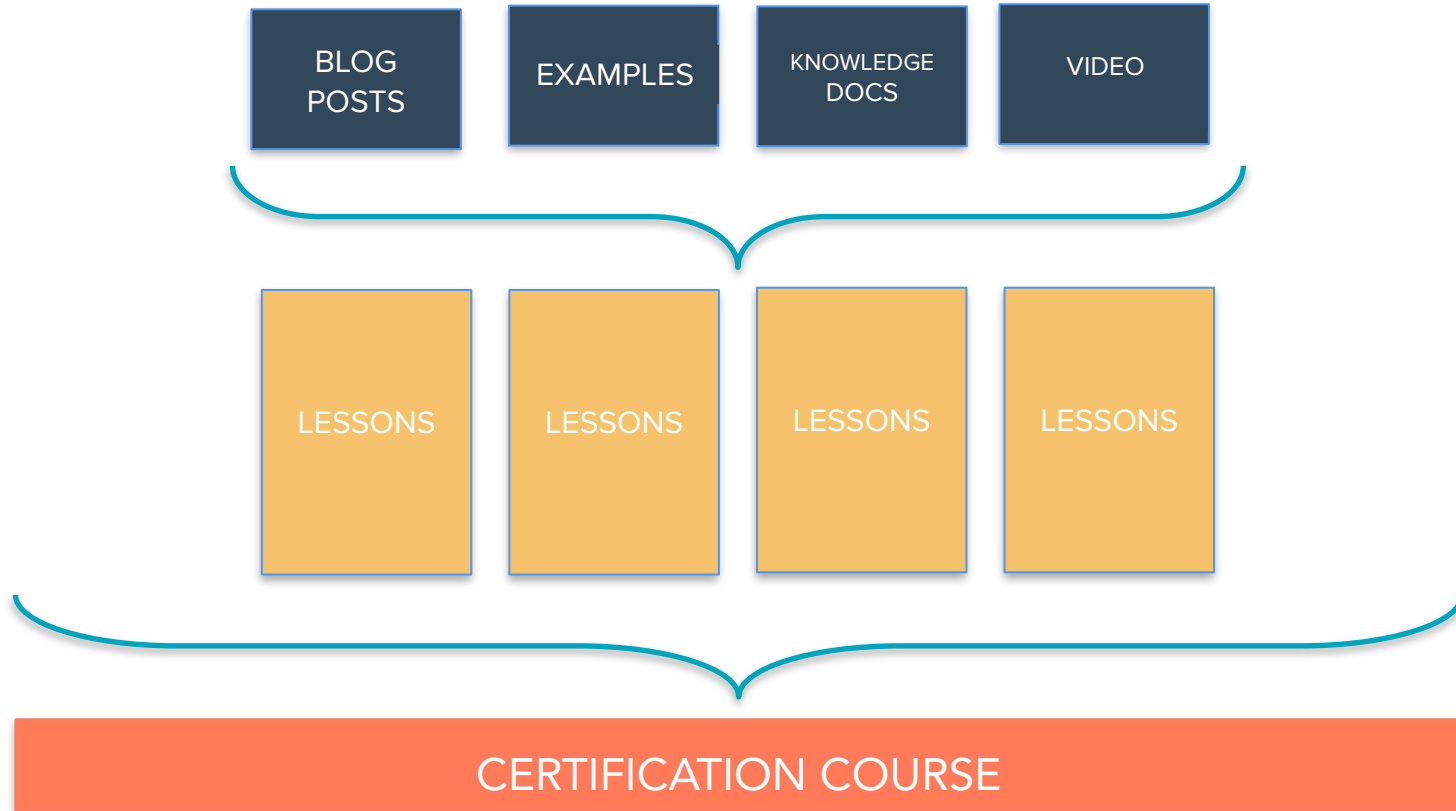 BLOG
POSTS
EXAMPLES
KNOWLEDGE
DOCS
VIDEO
LESSONS
LESSONS
LESSONS
LESSONS
CERTIFICATION COURSE